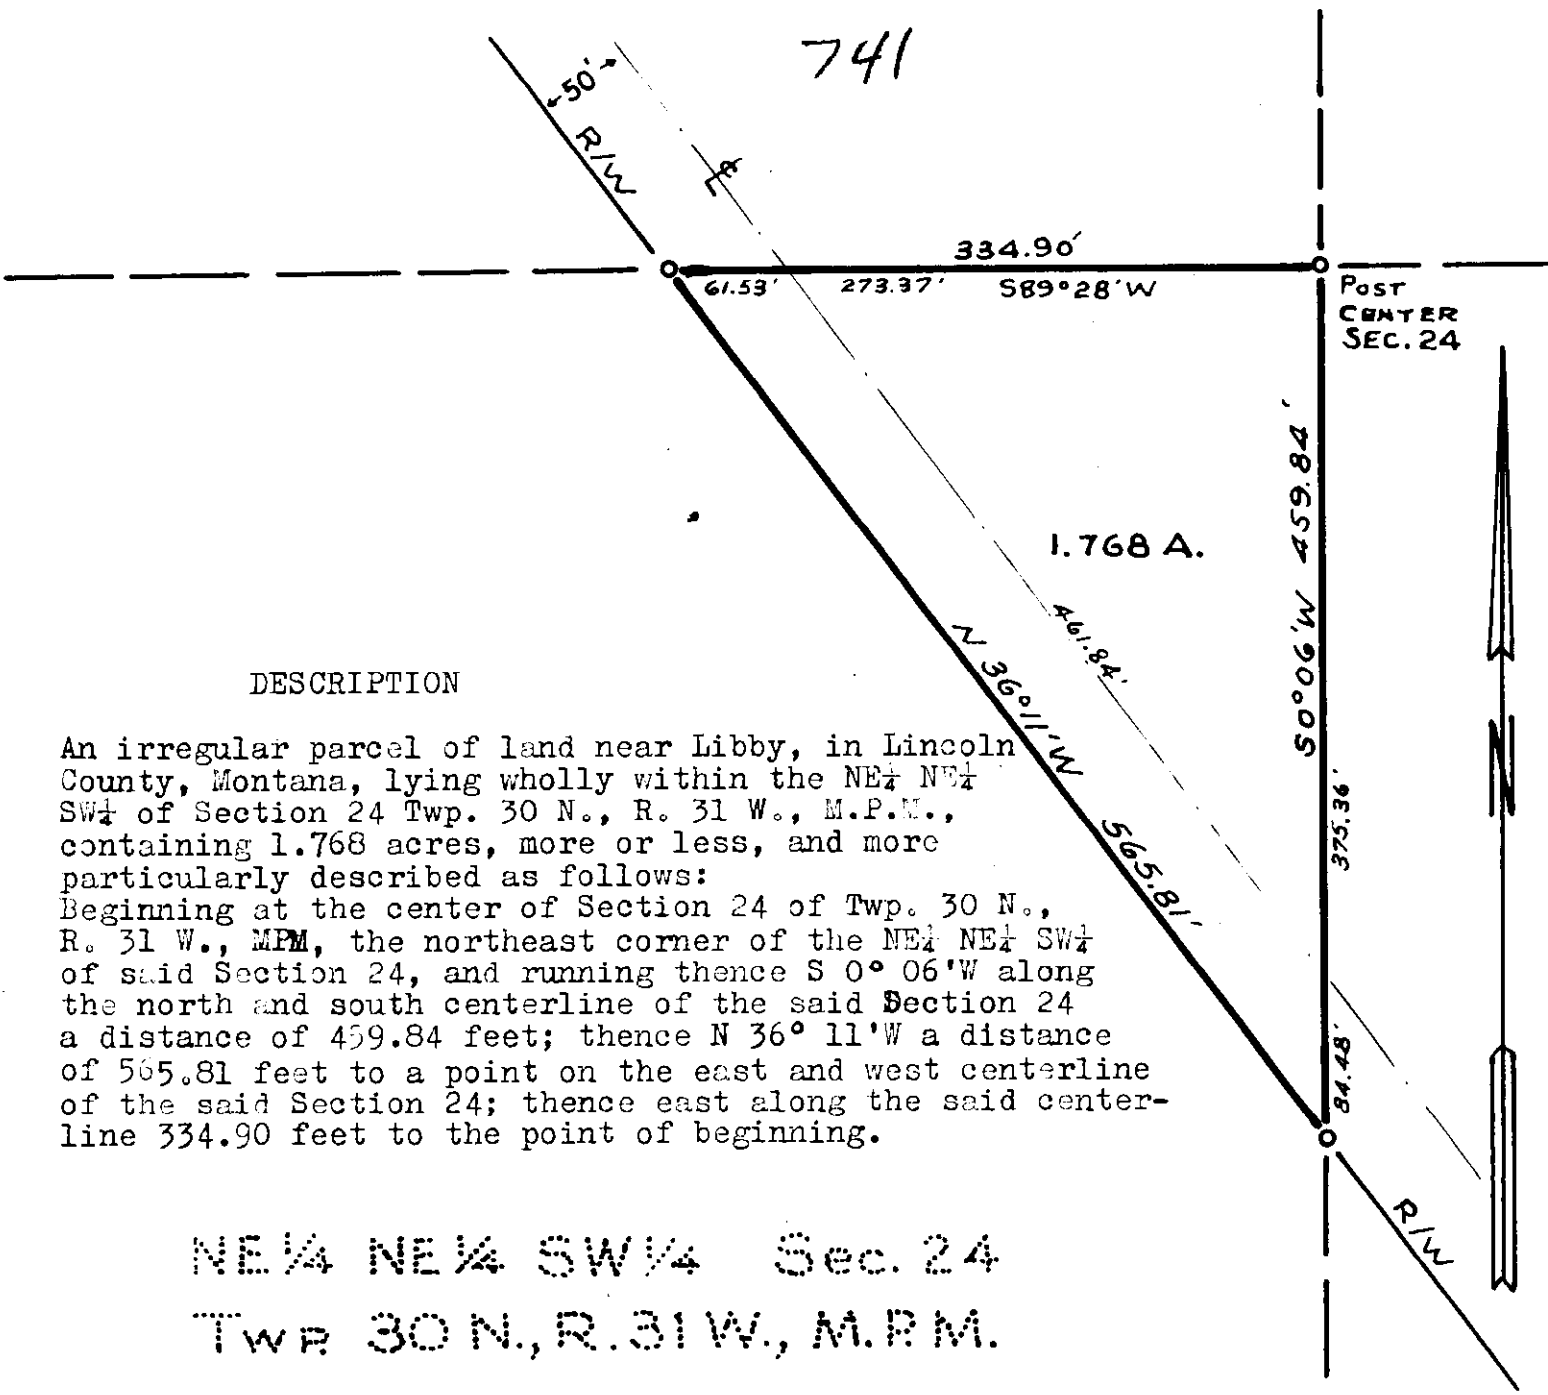 741
50'
R/W
℄
334.90'
61.53' 273.37' S89°28'W
POST
CENTER
SEC. 24
S0°06'W 459.84'
1.768 A.
461.84'
N 36°11'W 565.81'
375.36'
84.48'
N
R/W
DESCRIPTION
An irregular parcel of land near Libby, in Lincoln
County, Montana, lying wholly within the NE¼ NE¼
SW¼ of Section 24 Twp. 30 N., R. 31 W., M.P.M.,
containing 1.768 acres, more or less, and more
particularly described as follows:
Beginning at the center of Section 24 of Twp. 30 N.,
R. 31 W., MPM, the northeast corner of the NE¼ NE¼ SW¼
of said Section 24, and running thence S 0° 06'W along
the north and south centerline of the said Section 24
a distance of 459.84 feet; thence N 36° 11'W a distance
of 565.81 feet to a point on the east and west centerline
of the said Section 24; thence east along the said center-
line 334.90 feet to the point of beginning.
NE¼ NE¼ SW¼ Sec. 24
Twp 30 N., R. 31 W., M.P.M.